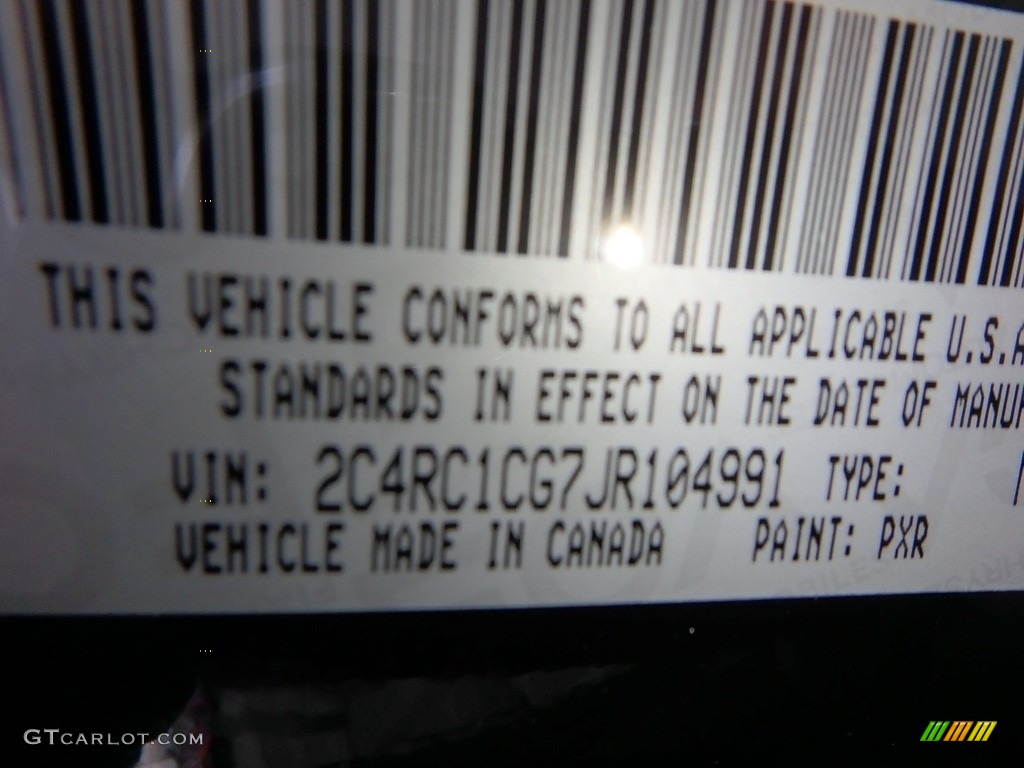 THIS VEHICLE CONFORMS TO ALL APPLICABLE U.S.A
STANDARDS IN EFFECT ON THE DATE OF MANUF
VIN: 2C4RC1CG7JR104991 TYPE:
VEHICLE MADE IN CANADA PAINT: PXR
GTCARLOT.COM